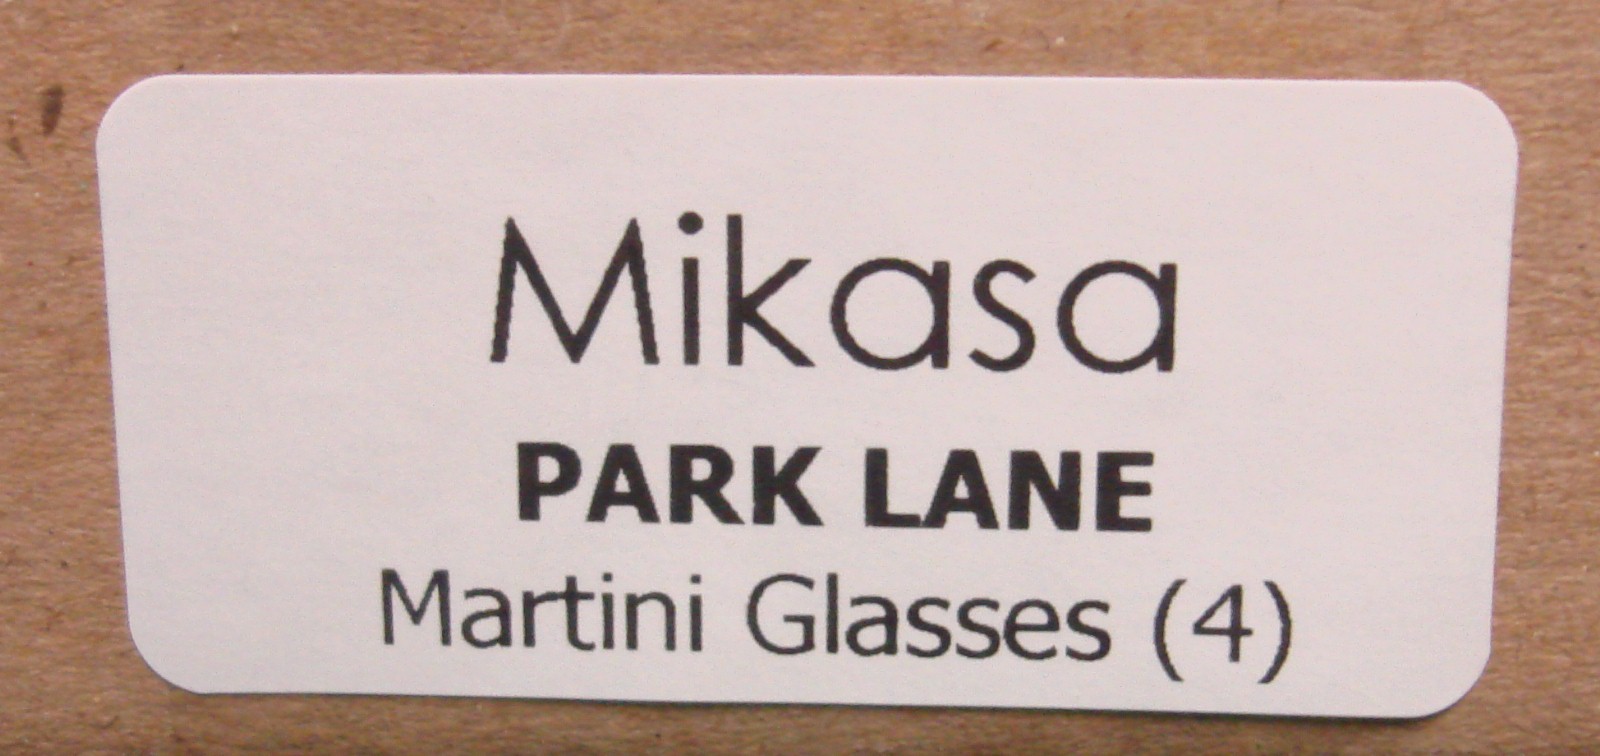 Mikasa
PARK LANE
Martini Glasses (4)